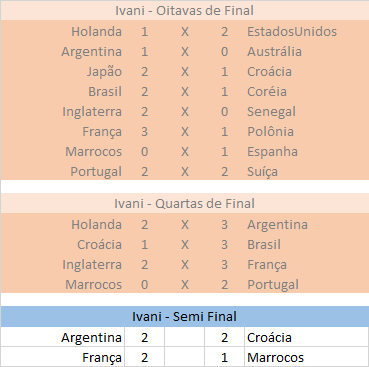 Ivani - Oitavas de Final
Holanda 1 X 2 EstadosUnidos
Argentina 1 X 0 Austrália
Japão 2 X 1 Croácia
Brasil 2 X 1 Coréia
Inglaterra 2 X 0 Senegal
França 3 X 1 Polônia
Marrocos 0 X 1 Espanha
Portugal 2 X 2 Suíça
Ivani - Quartas de Final
Holanda 2 X 3 Argentina
Croácia 1 X 3 Brasil
Inglaterra 2 X 3 França
Marrocos 0 X 2 Portugal
Ivani - Semi Final
Argentina 2 2 Croácia
França 2 1 Marrocos